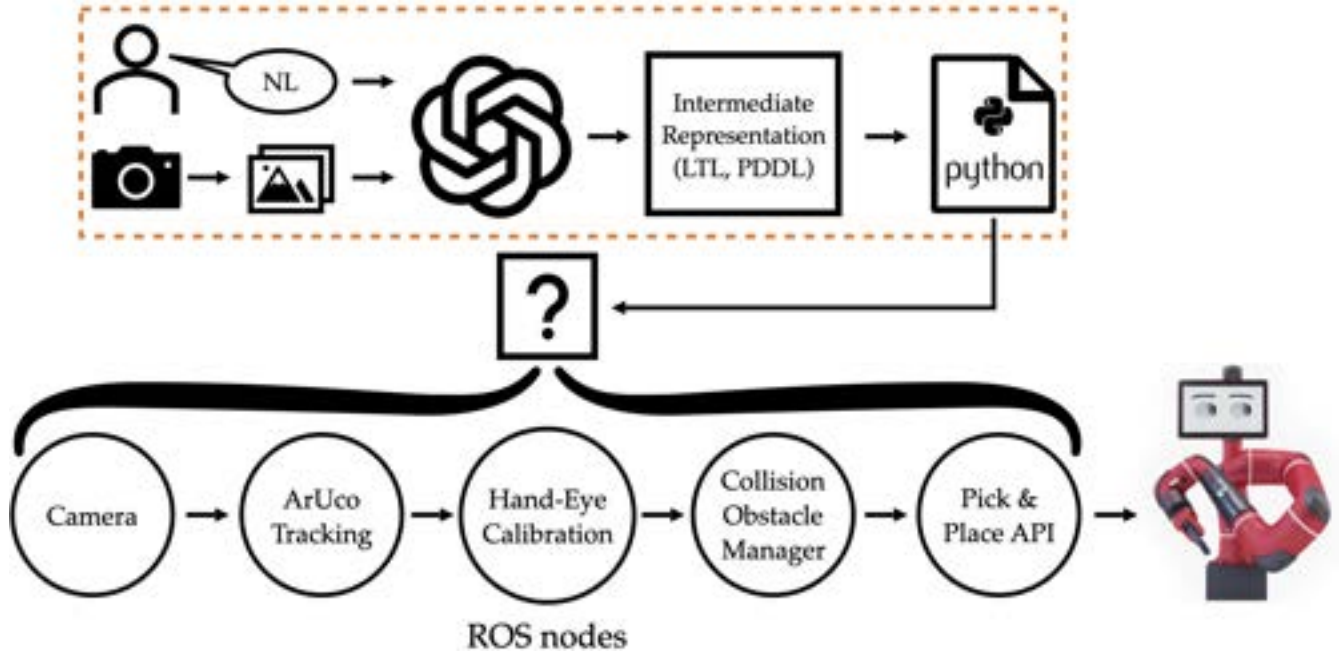 NL
Intermediate
Representation
(LTL, PDDL)
python
?
Camera
ArUco
Tracking
Hand-Eye
Calibration
Collision
Obstacle
Manager
Pick &
Place API
ROS nodes